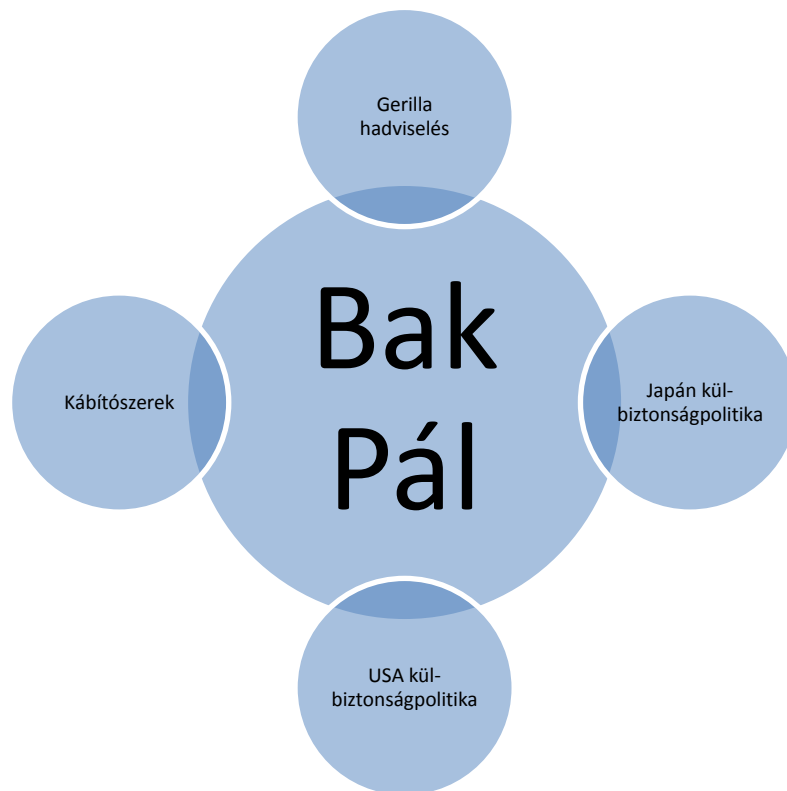 Gerilla
hadviselés
Bak
Pál
Kábítószerek
Japán kül-
biztonságpolitika
USA kül-
biztonságpolitika